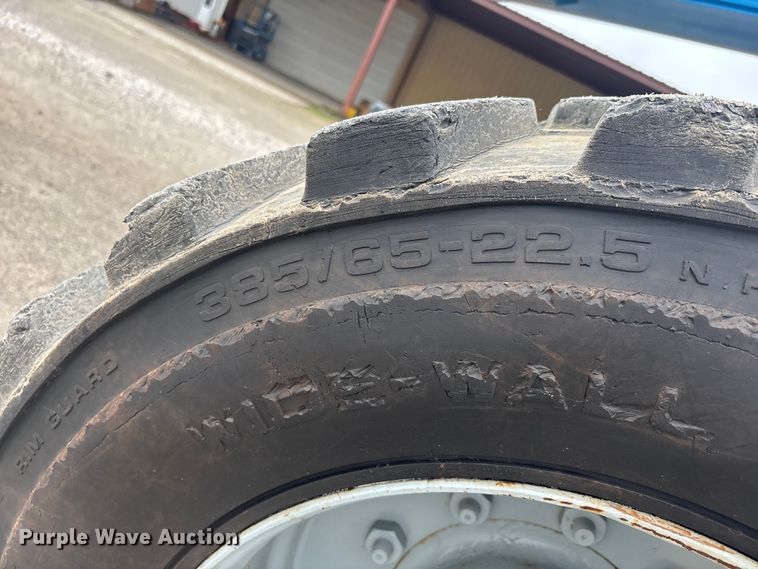 385/65-22.5 N.H
RIM GUARD
WIDE-WALL
Purple Wave Auction®